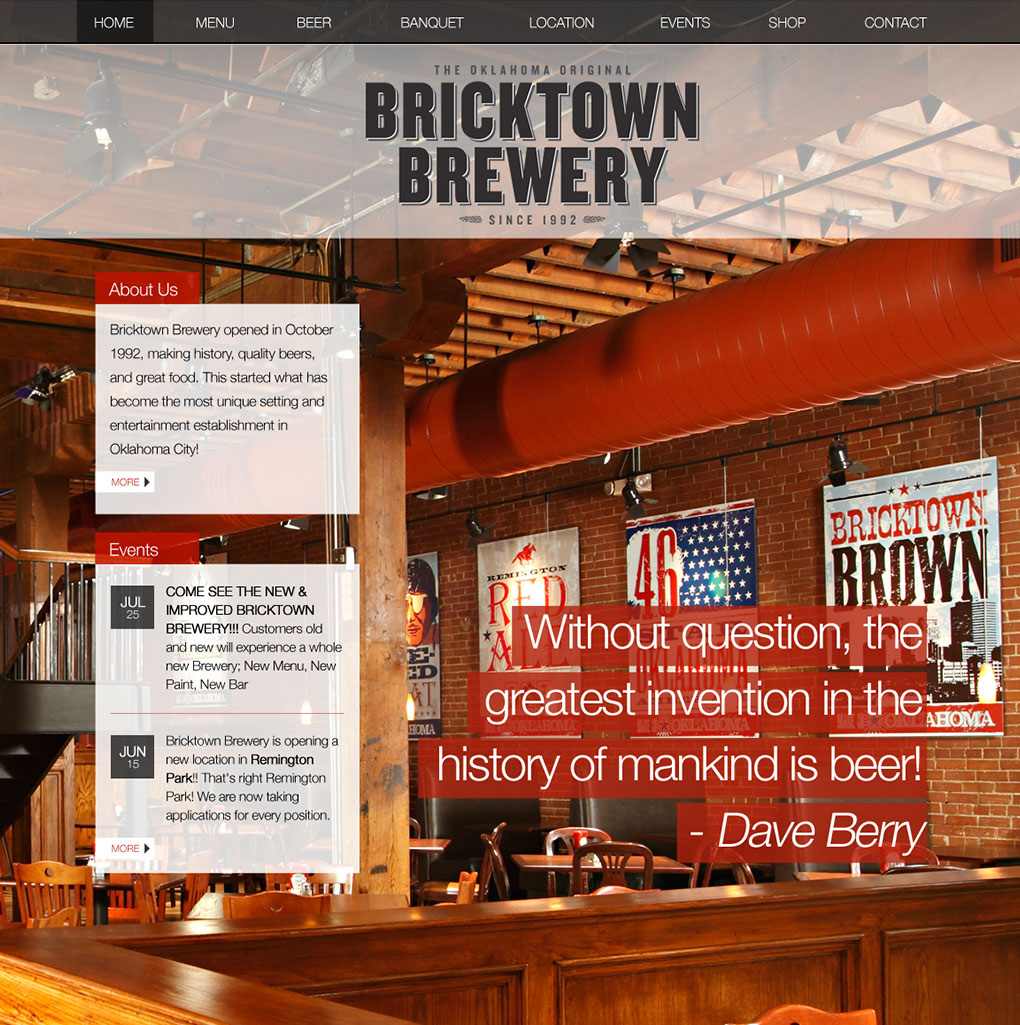 HOME MENU BEER BANQUET LOCATION EVENTS SHOP CONTACT
THE OKLAHOMA ORIGINAL
BRICKTOWN
BREWERY
SINCE 1992
About Us
Bricktown Brewery opened in October
1992, making history, quality beers,
and great food. This started what has
become the most unique setting and
entertainment establishment in
Oklahoma City!
MORE
Events
JUL
25
COME SEE THE NEW &
IMPROVED BRICKTOWN
BREWERY!!! Customers old
and new will experience a whole
new Brewery; New Menu, New
Paint, New Bar
JUN
15
Bricktown Brewery is opening a
new location in Remington
Park!! That's right Remington
Park! We are now taking
applications for every position.
MORE
REMINGTON
RED
ALE
OKLAHOMA
46
OKLAHOMA
BRICKTOWN
BROWN
OKLAHOMA
Without question, the
greatest invention in the
history of mankind is beer!
- Dave Berry